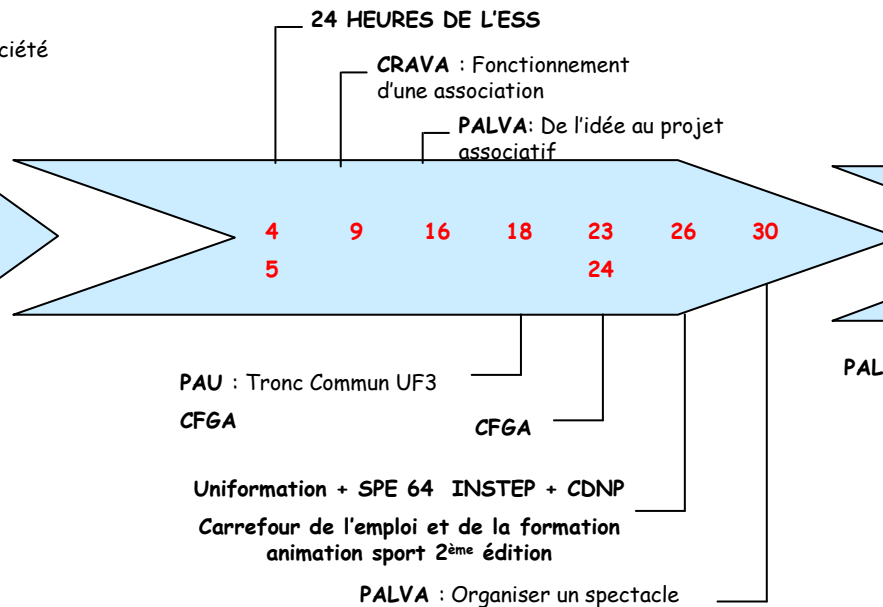 24 HEURES DE L'ESS
ciété
CRAVA : Fonctionnement
d'une association
PALVA: De l'idée au projet
associatif
4 9 16 18 23 26 30
5 24
PAL
PAU : Tronc Commun UF3
CFGA
CFGA
Uniformation + SPE 64 INSTEP + CDNP
Carrefour de l'emploi et de la formation
animation sport 2ème édition
PALVA : Organiser un spectacle